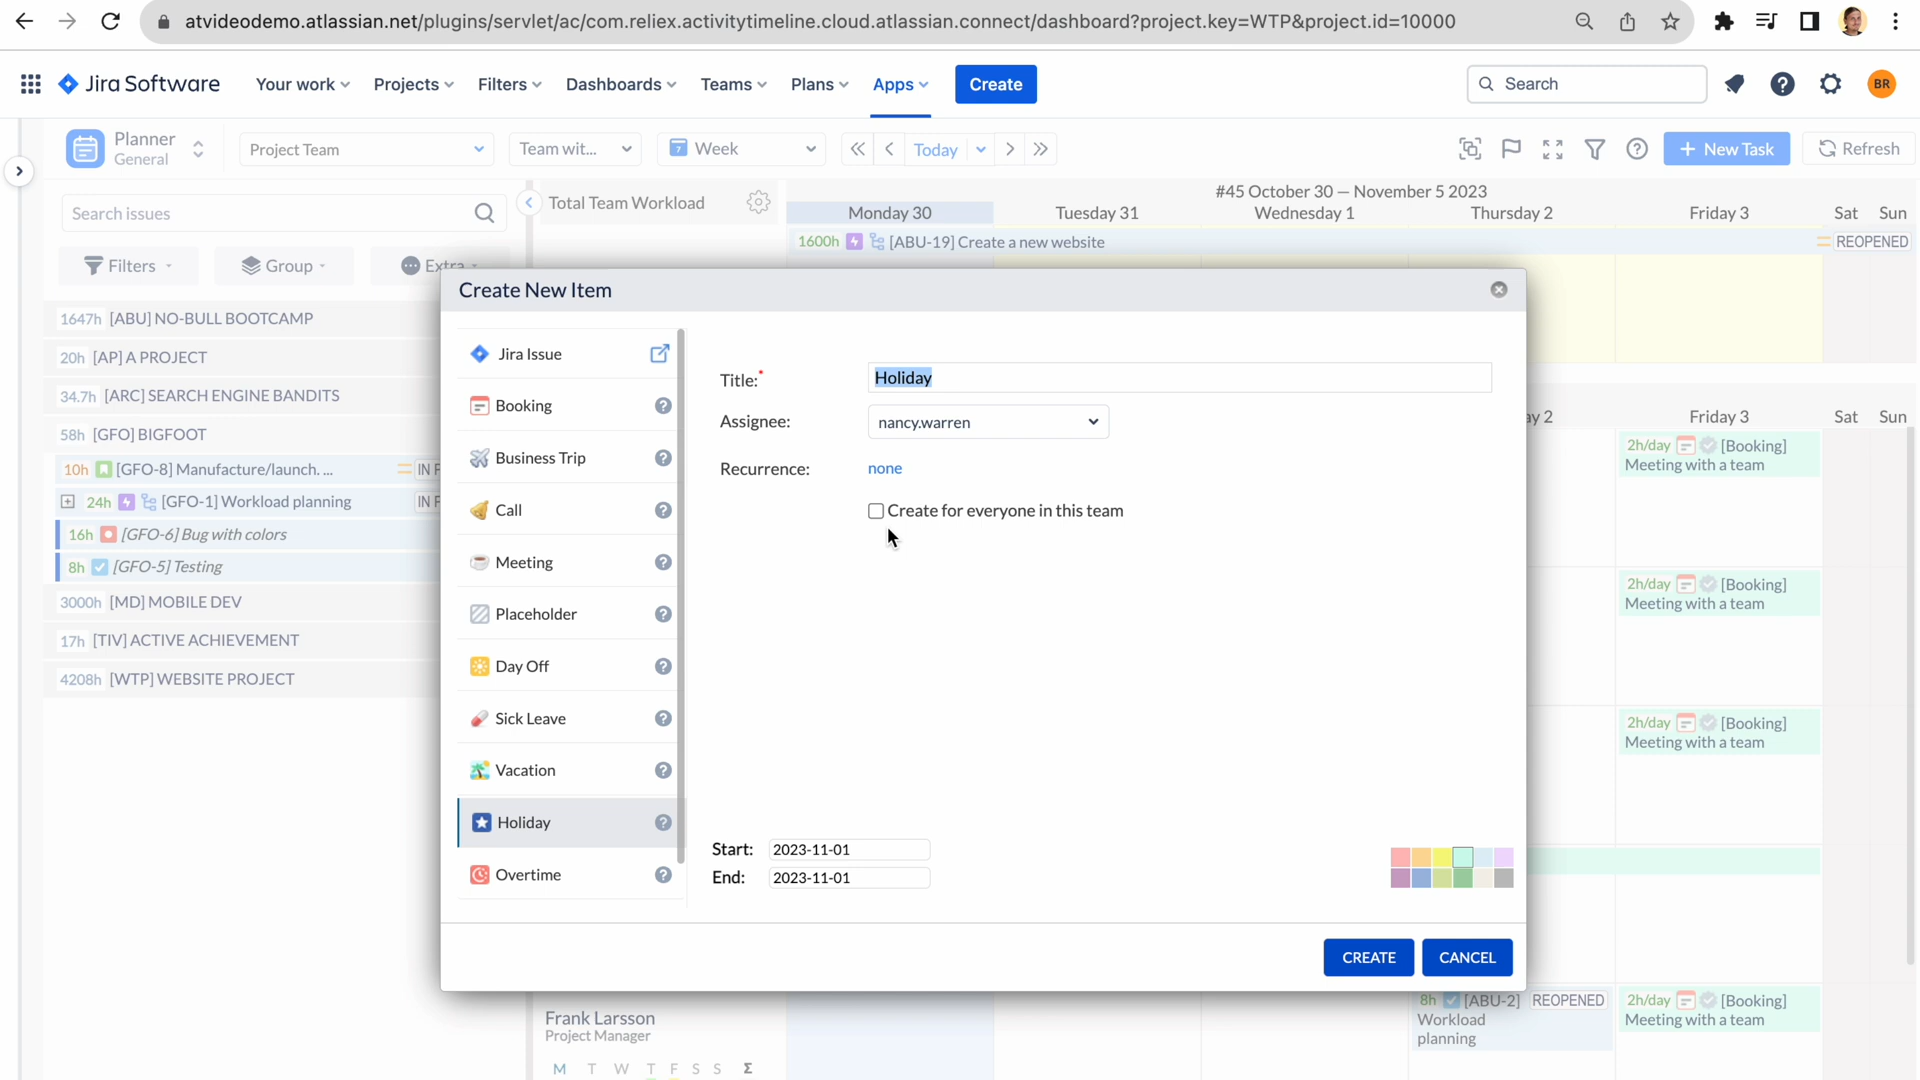 atvideodemo.atlassian.net/plugins/servlet/ac/com.reliex.activitytimeline.cloud.atlassian.connect/dashboard?project.key=WTP&project.id=10000
Jira Software Your work Projects Filters Dashboards Teams Plans Apps Create Search BR
Planner
General
Project Team Team wit... 7 Week Today + New Task Refresh
Search issues
Total Team Workload
#45 October 30 — November 5 2023
Monday 30 Tuesday 31 Wednesday 1 Thursday 2 Friday 3 Sat Sun
1600h [ABU-19] Create a new website REOPENED
Filters Group Extra
Create New Item
1647h [ABU] NO-BULL BOOTCAMP
20h [AP] A PROJECT
34.7h [ARC] SEARCH ENGINE BANDITS
58h [GFO] BIGFOOT
10h [GFO-8] Manufacture/launch. ... IN F
24h [GFO-1] Workload planning IN F
16h [GFO-6] Bug with colors
8h [GFO-5] Testing
3000h [MD] MOBILE DEV
17h [TIV] ACTIVE ACHIEVEMENT
4208h [WTP] WEBSITE PROJECT
Jira Issue
Booking
Business Trip
Call
Meeting
Placeholder
Day Off
Sick Leave
Vacation
Holiday
Overtime
Title:* Holiday
Assignee: nancy.warren
Recurrence: none
Create for everyone in this team
Start: 2023-11-01
End: 2023-11-01
CREATE CANCEL
ay 2 Friday 3 Sat Sun
2h/day [Booking]
Meeting with a team
2h/day [Booking]
Meeting with a team
2h/day [Booking]
Meeting with a team
Frank Larsson
Project Manager
M T W T F S S Σ
8h [ABU-2] REOPENED
Workload
planning
2h/day [Booking]
Meeting with a team